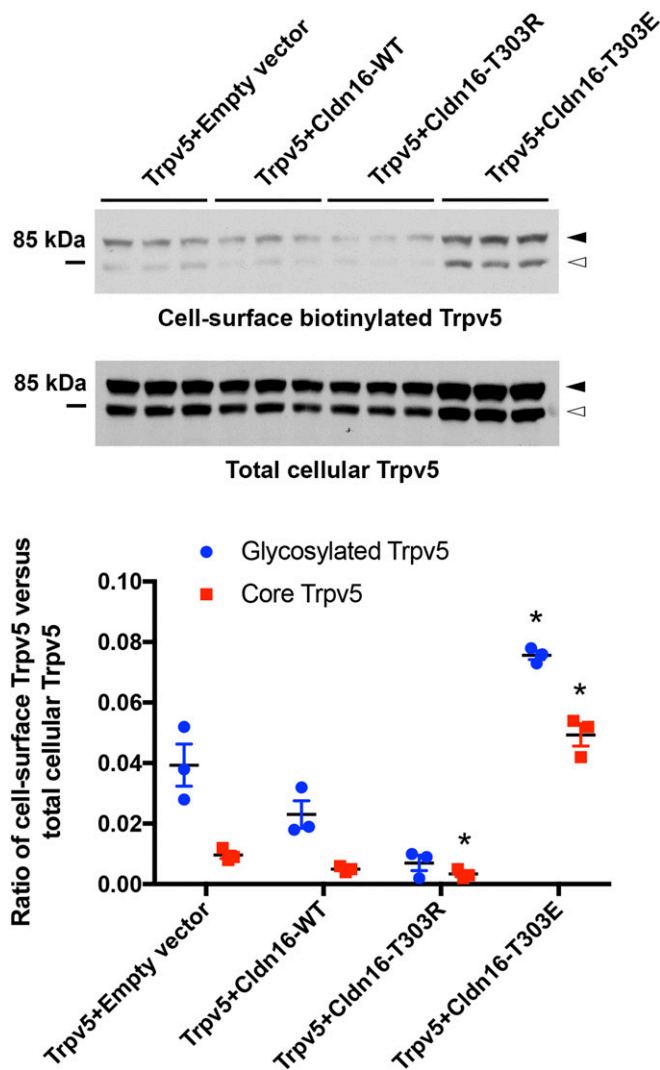 Trpv5+Empty vector
Trpv5+Cldn16-WT
Trpv5+Cldn16-T303R
Trpv5+Cldn16-T303E
85 kDa
Cell-surface biotinylated Trpv5
85 kDa
Total cellular Trpv5
Glycosylated Trpv5
Core Trpv5
Ratio of cell-surface Trpv5 versus
total cellular Trpv5
0.10
0.08
0.06
0.04
0.02
0.00
*
*
*
Trpv5+Empty vector
Trpv5+Cldn16-WT
Trpv5+Cldn16-T303R
Trpv5+Cldn16-T303E